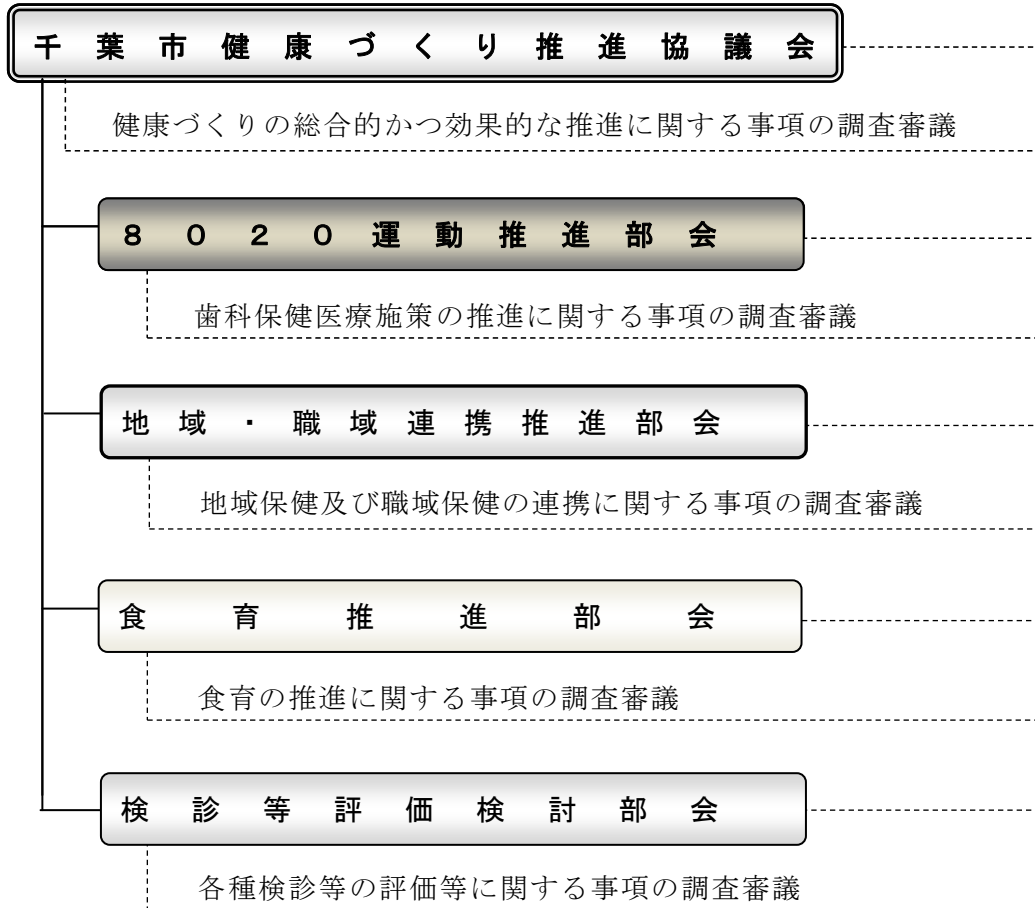 千葉市健康づくり推進協議会
健康づくりの総合的かつ効果的な推進に関する事項の調査審議
８０２０運動推進部会
歯科保健医療施策の推進に関する事項の調査審議
地域・職域連携推進部会
地域保健及び職域保健の連携に関する事項の調査審議
食育推進部会
食育の推進に関する事項の調査審議
検診等評価検討部会
各種検診等の評価等に関する事項の調査審議